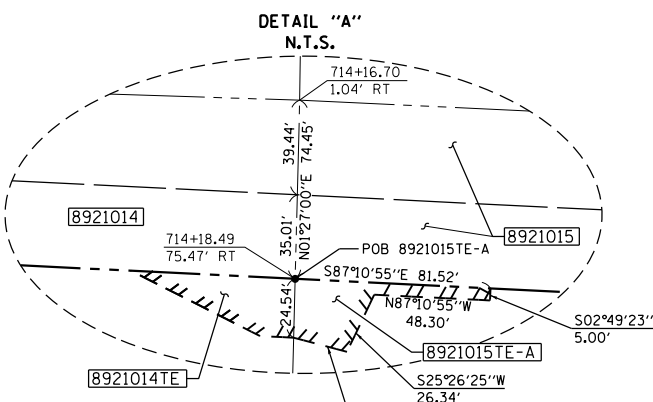 DETAIL "A"
N.T.S.
714+16.70
1.04' RT
39.44'
74.45'
8921014
35.01'
N01°27'00"E
8921015
714+18.49
75.47' RT
POB 8921015TE-A
S87°10'55"E 81.52'
24.54'
N87°10'55"W
48.30'
S02°49'23"
5.00'
8921015TE-A
8921014TE
S25°26'25"W
26.34'